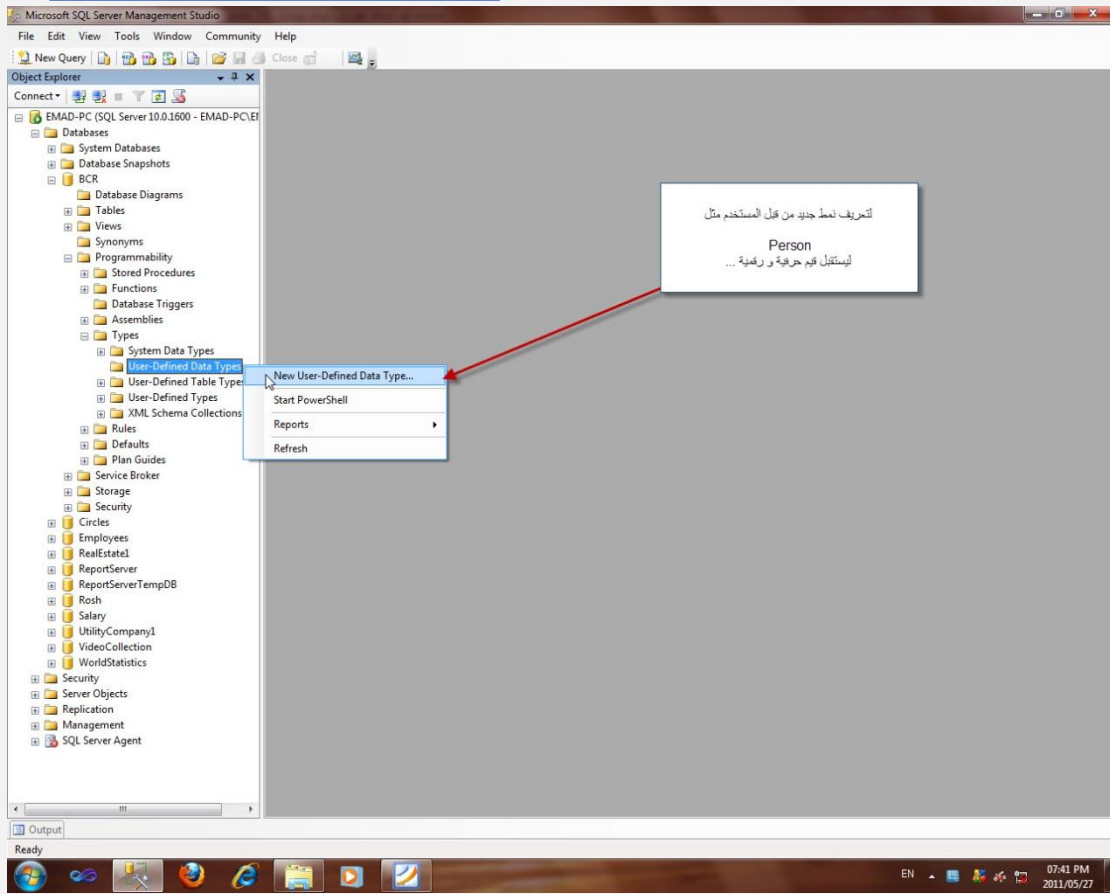 Microsoft SQL Server Management Studio
File Edit View Tools Window Community Help
New Query Close
Object Explorer
Connect
EMAD-PC (SQL Server 10.0.1600 - EMAD-PC\E
Databases
System Databases
Database Snapshots
BCR
Database Diagrams
Tables
Views
Synonyms
Programmability
Stored Procedures
Functions
Database Triggers
Assemblies
Types
System Data Types
User-Defined Data Types
User-Defined Table Type
User-Defined Types
XML Schema Collections
Rules
Defaults
Plan Guides
Service Broker
Storage
Security
Circles
Employees
RealEstate1
ReportServer
ReportServerTempDB
Rosh
Salary
UtilityCompany1
VideoCollection
WorldStatistics
Security
Server Objects
Replication
Management
SQL Server Agent
New User-Defined Data Type...
Start PowerShell
Reports
Refresh
لتعريف نمط جديد من قبل المستخدم مثل
Person
ليستقبل قيم حرفية و رقمية ...
Output
Ready
EN
07:41 PM
2011/05/27